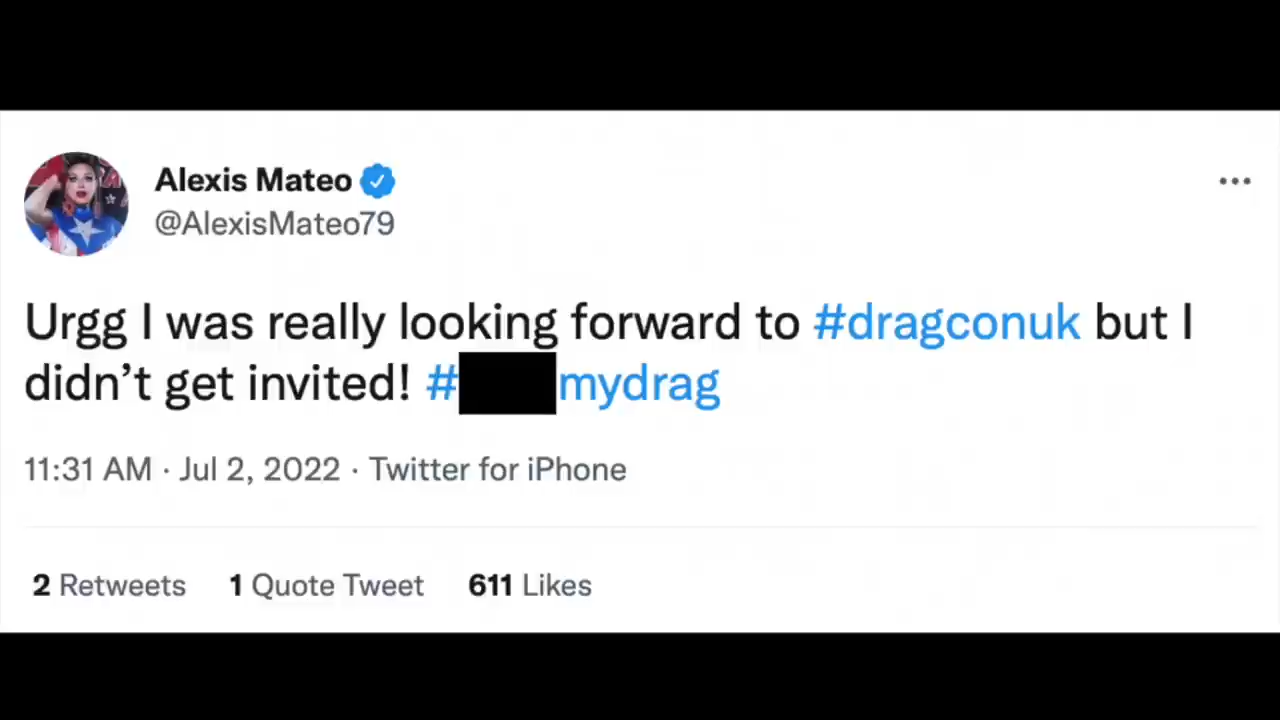 Alexis Mateo
@AlexisMateo79
Urgg I was really looking forward to #dragconuk but I
didn’t get invited! # mydrag
11:31 AM · Jul 2, 2022 · Twitter for iPhone
2 Retweets 1 Quote Tweet 611 Likes